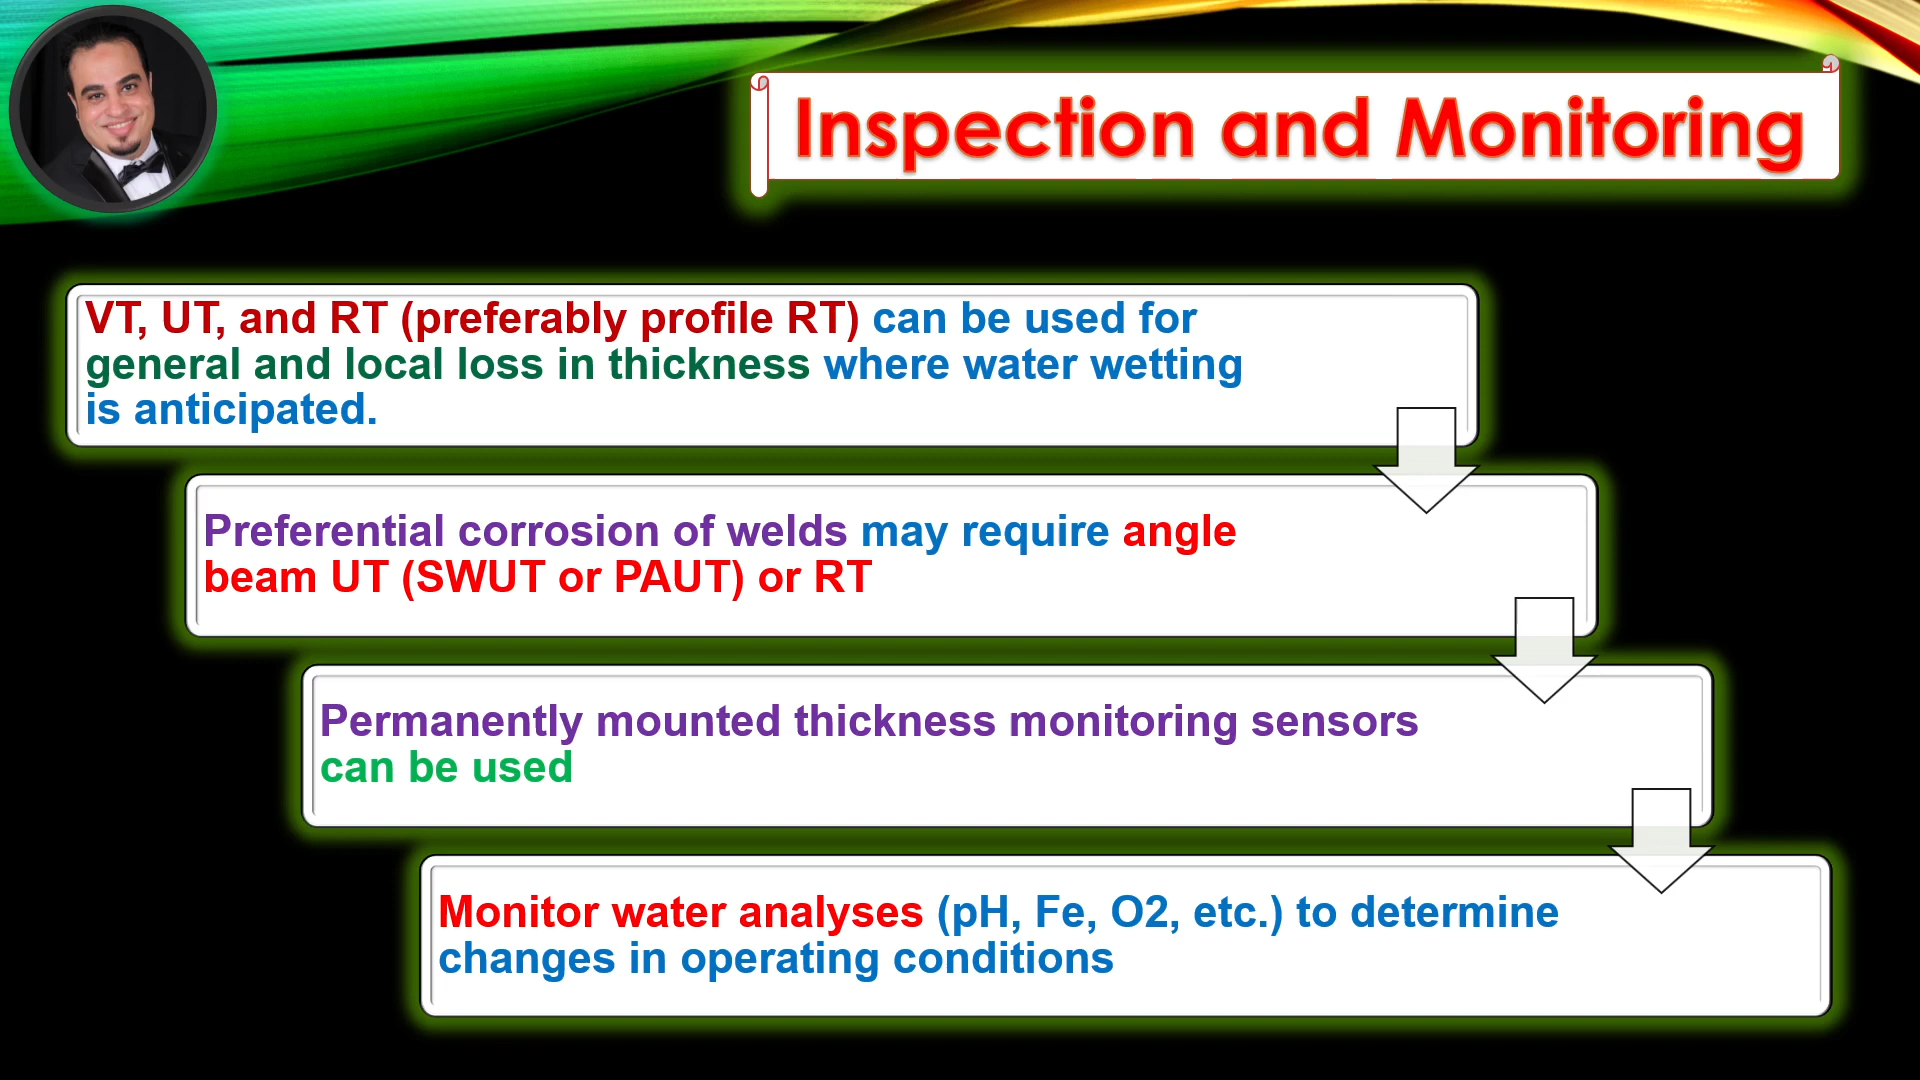 Inspection and Monitoring
VT, UT, and RT (preferably profile RT) can be used for
general and local loss in thickness where water wetting
is anticipated.
Preferential corrosion of welds may require angle
beam UT (SWUT or PAUT) or RT
Permanently mounted thickness monitoring sensors
can be used
Monitor water analyses (pH, Fe, O2, etc.) to determine
changes in operating conditions